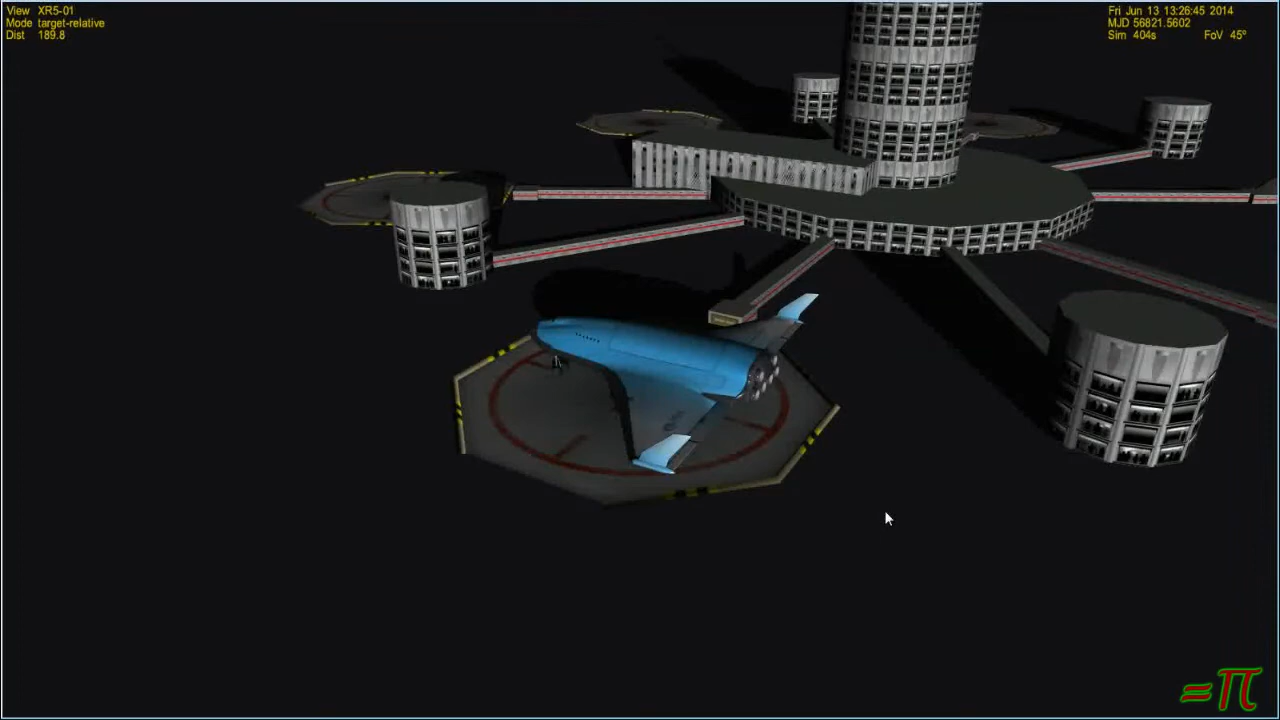 View XR5-01
Mode target-relative
Dist 189.8
Fri Jun 13 13:26:45 2014
MJD 56821.5602
Sim 404s FoV 45°
=π